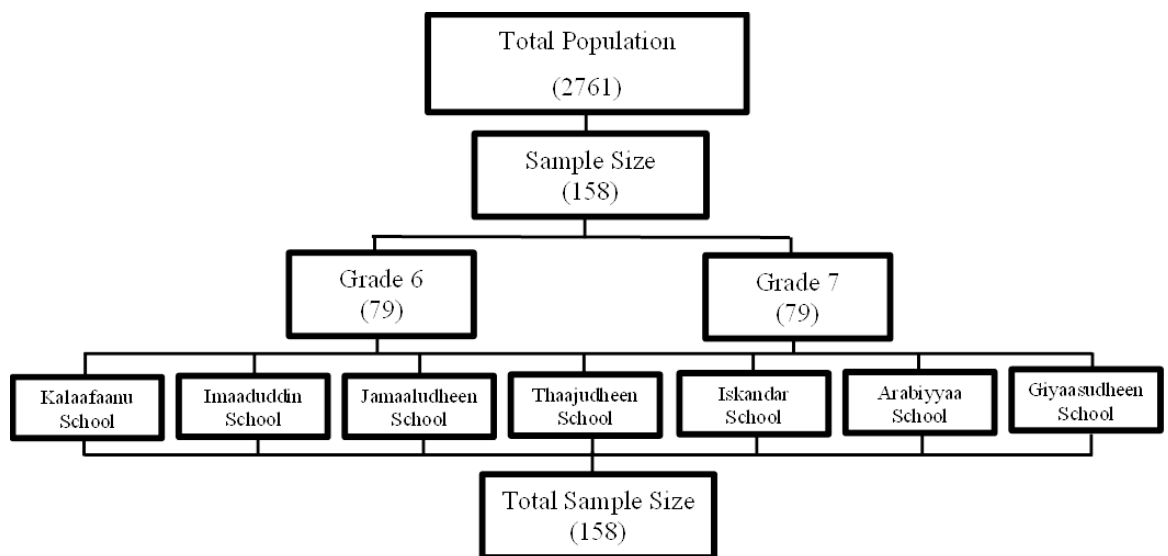 Total Population
(2761)
Sample Size
(158)
Grade 6
(79)
Grade 7
(79)
Kalaafaanu
School
Imaaduddin
School
Jamaaludheen
School
Thaajudheen
School
Iskandar
School
Arabiyyaa
School
Giyaasudheen
School
Total Sample Size
(158)